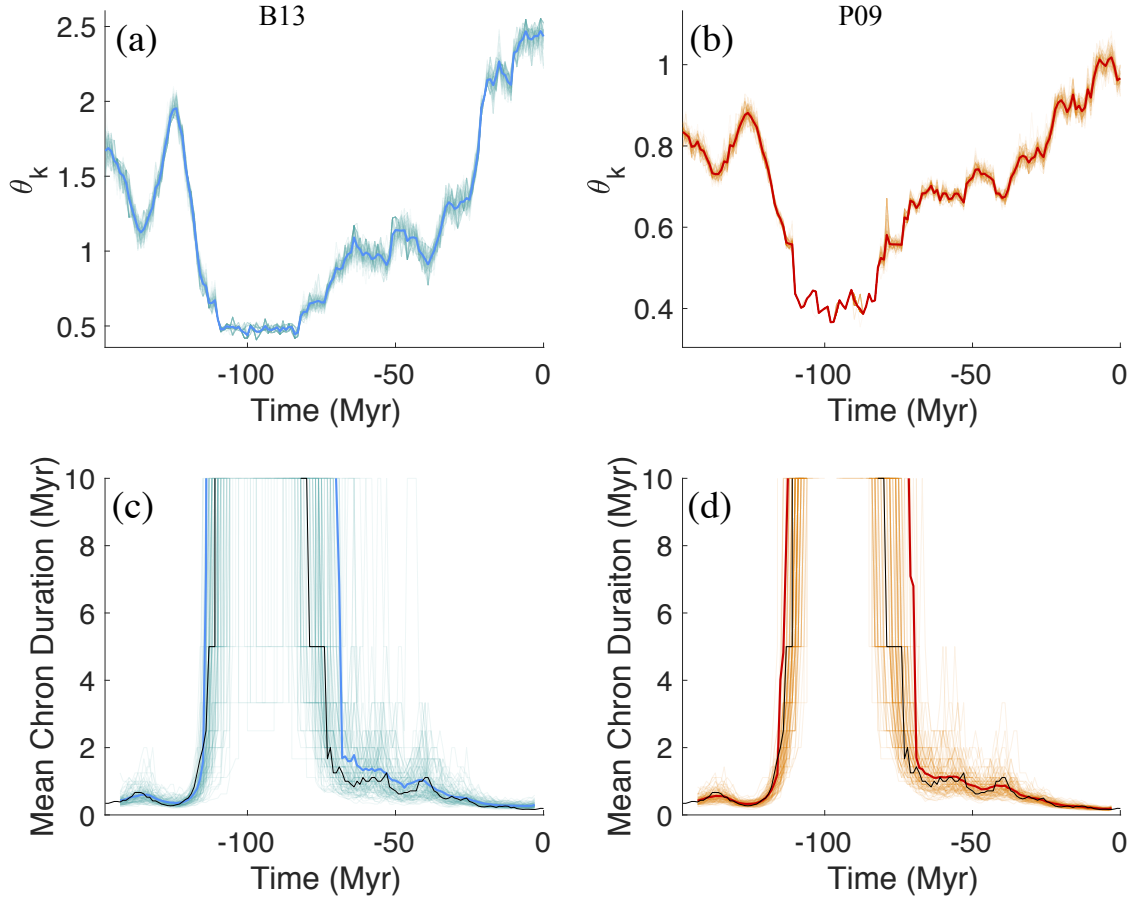 B13
P09
(a)
(b)
2.5
2
1.5
1
0.5
θk
-100
-50
0
Time (Myr)
1
0.8
0.6
0.4
θk
-100
-50
0
Time (Myr)
(c)
10
8
6
4
2
0
Mean Chron Duration (Myr)
-100
-50
0
Time (Myr)
(d)
10
8
6
4
2
0
Mean Chron Duraiton (Myr)
-100
-50
0
Time (Myr)